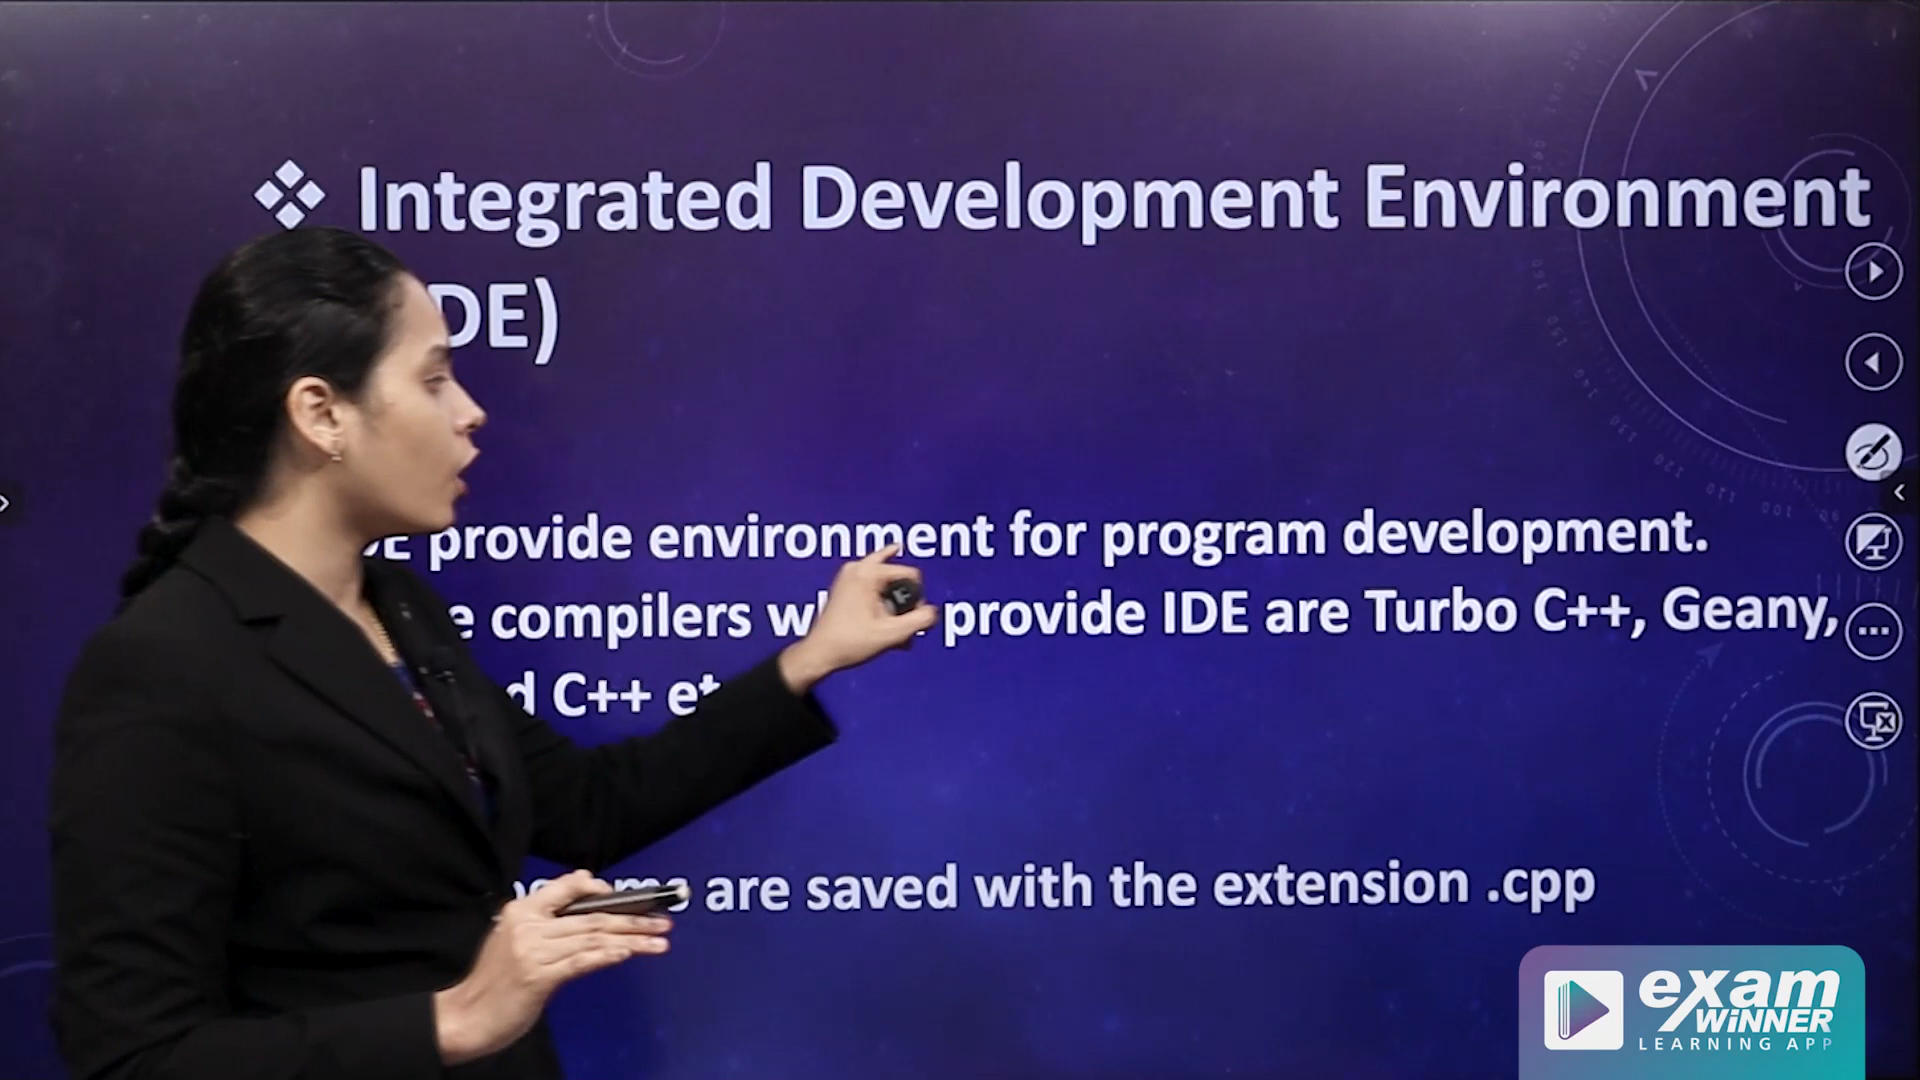 ❖ Integrated Development Environment
DE)
provide environment for program development.
compilers provide IDE are Turbo C++, Geany,
C++
are saved with the extension .cpp
exam
WiNNER
LEARNING APP